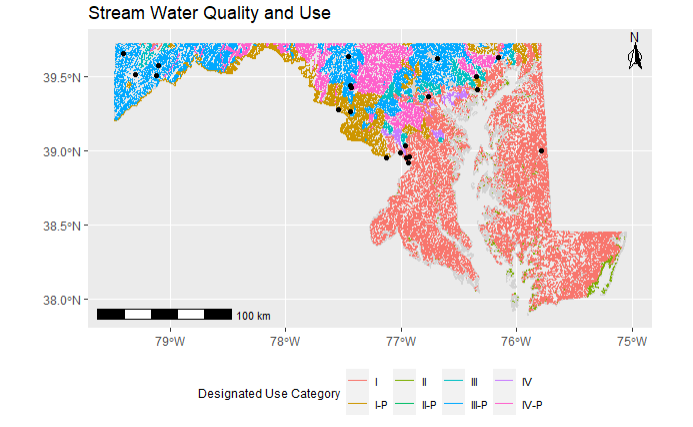 Stream Water Quality and Use
N
39.5°N
39.0°N
38.5°N
38.0°N
100 km
79°W 78°W 77°W 76°W 75°W
Designated Use Category
I II III IV
I-P II-P III-P IV-P